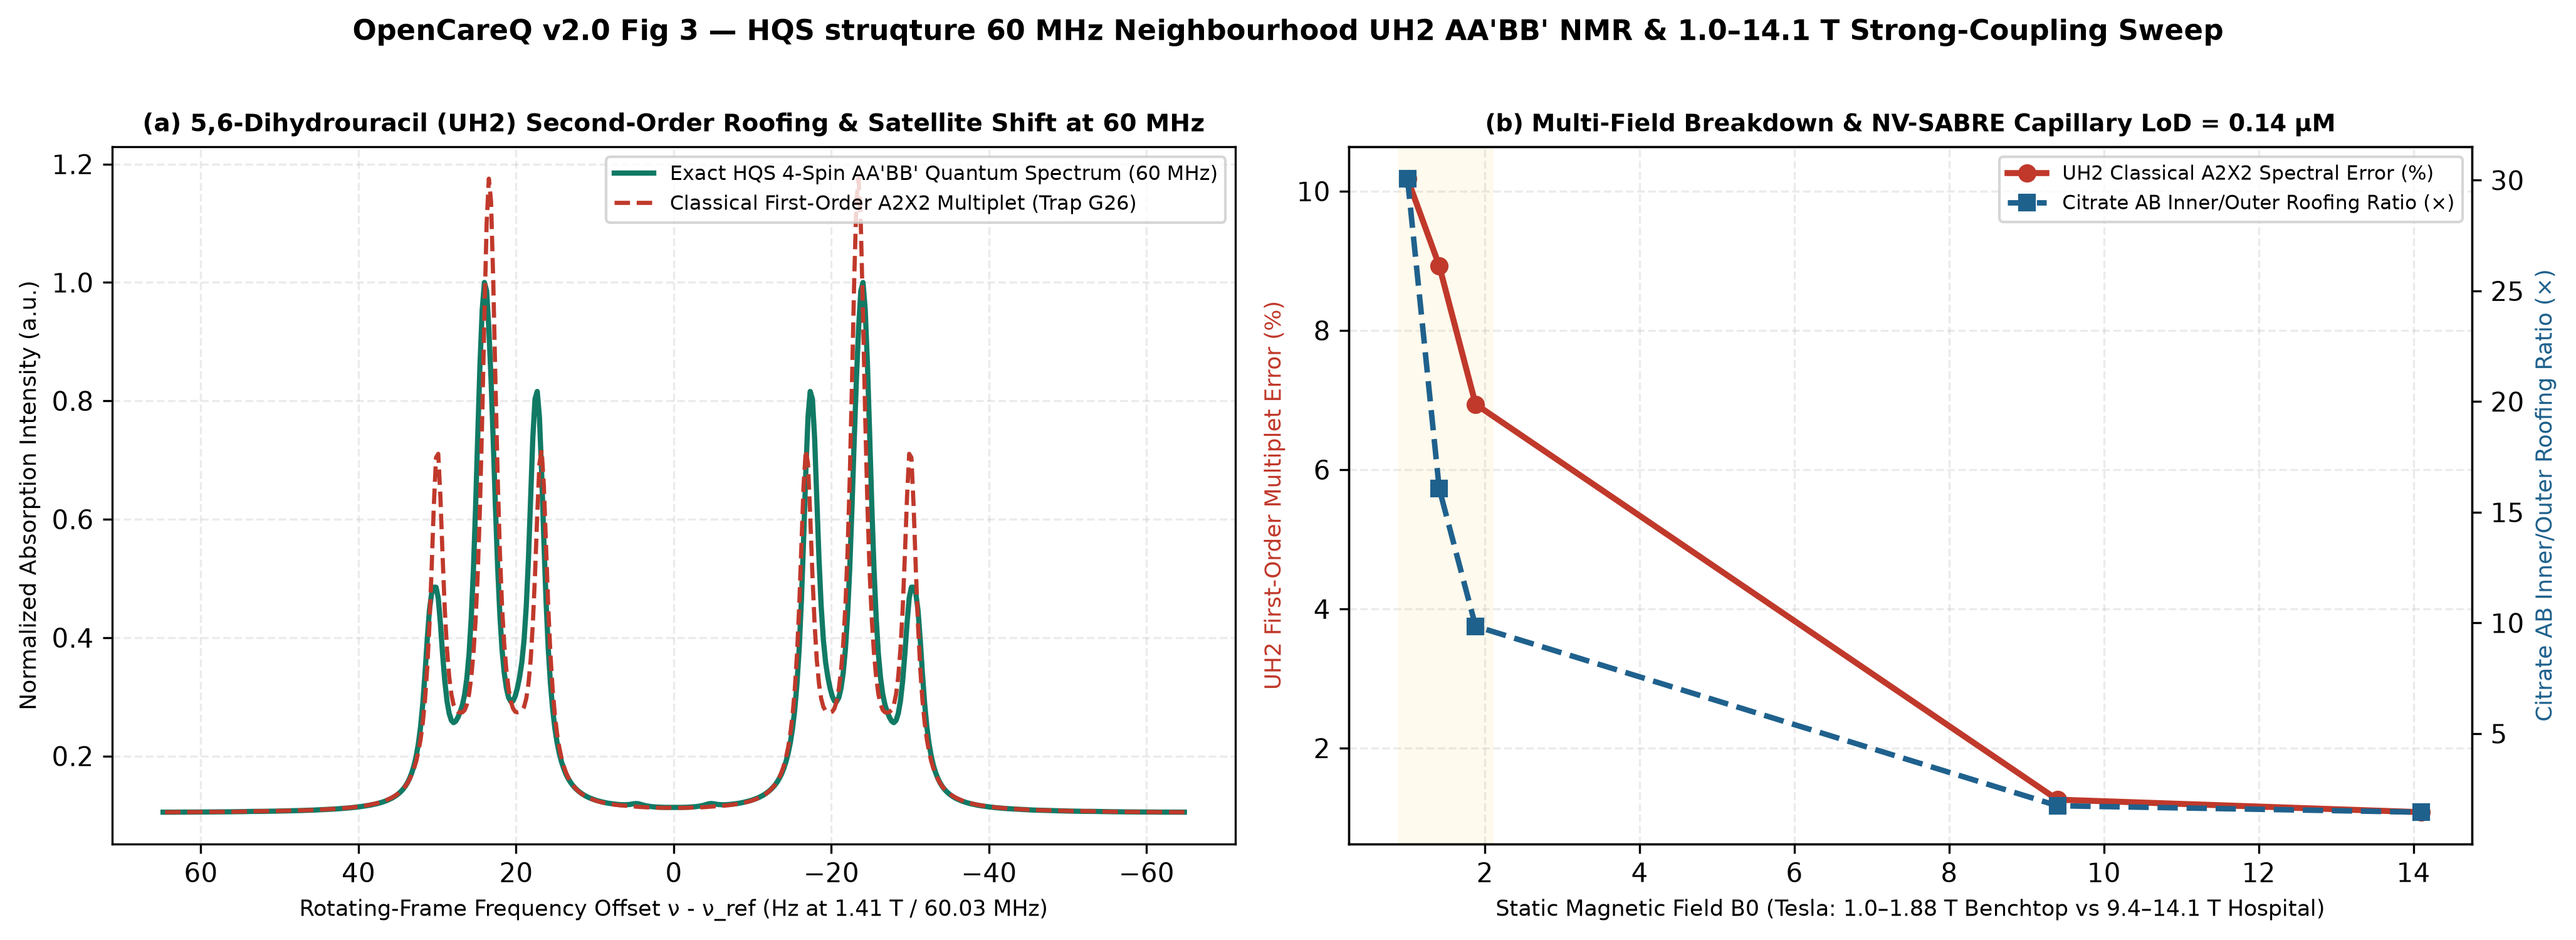 OpenCareQ v2.0 Fig 3 — HQS struqture 60 MHz Neighbourhood UH2 AA'BB' NMR & 1.0–14.1 T Strong-Coupling Sweep
(a) 5,6-Dihydrouracil (UH2) Second-Order Roofing & Satellite Shift at 60 MHz
Normalized Absorption Intensity (a.u.)
1.2
1.0
0.8
0.6
0.4
0.2
Exact HQS 4-Spin AA'BB' Quantum Spectrum (60 MHz)
Classical First-Order A2X2 Multiplet (Trap G26)
60
40
20
0
−20
−40
−60
Rotating-Frame Frequency Offset ν - ν_ref (Hz at 1.41 T / 60.03 MHz)
(b) Multi-Field Breakdown & NV-SABRE Capillary LoD = 0.14 µM
UH2 First-Order Multiplet Error (%)
10
8
6
4
2
UH2 Classical A2X2 Spectral Error (%)
Citrate AB Inner/Outer Roofing Ratio (×)
30
25
20
15
10
5
Citrate AB Inner/Outer Roofing Ratio (×)
2
4
6
8
10
12
14
Static Magnetic Field B0 (Tesla: 1.0–1.88 T Benchtop vs 9.4–14.1 T Hospital)